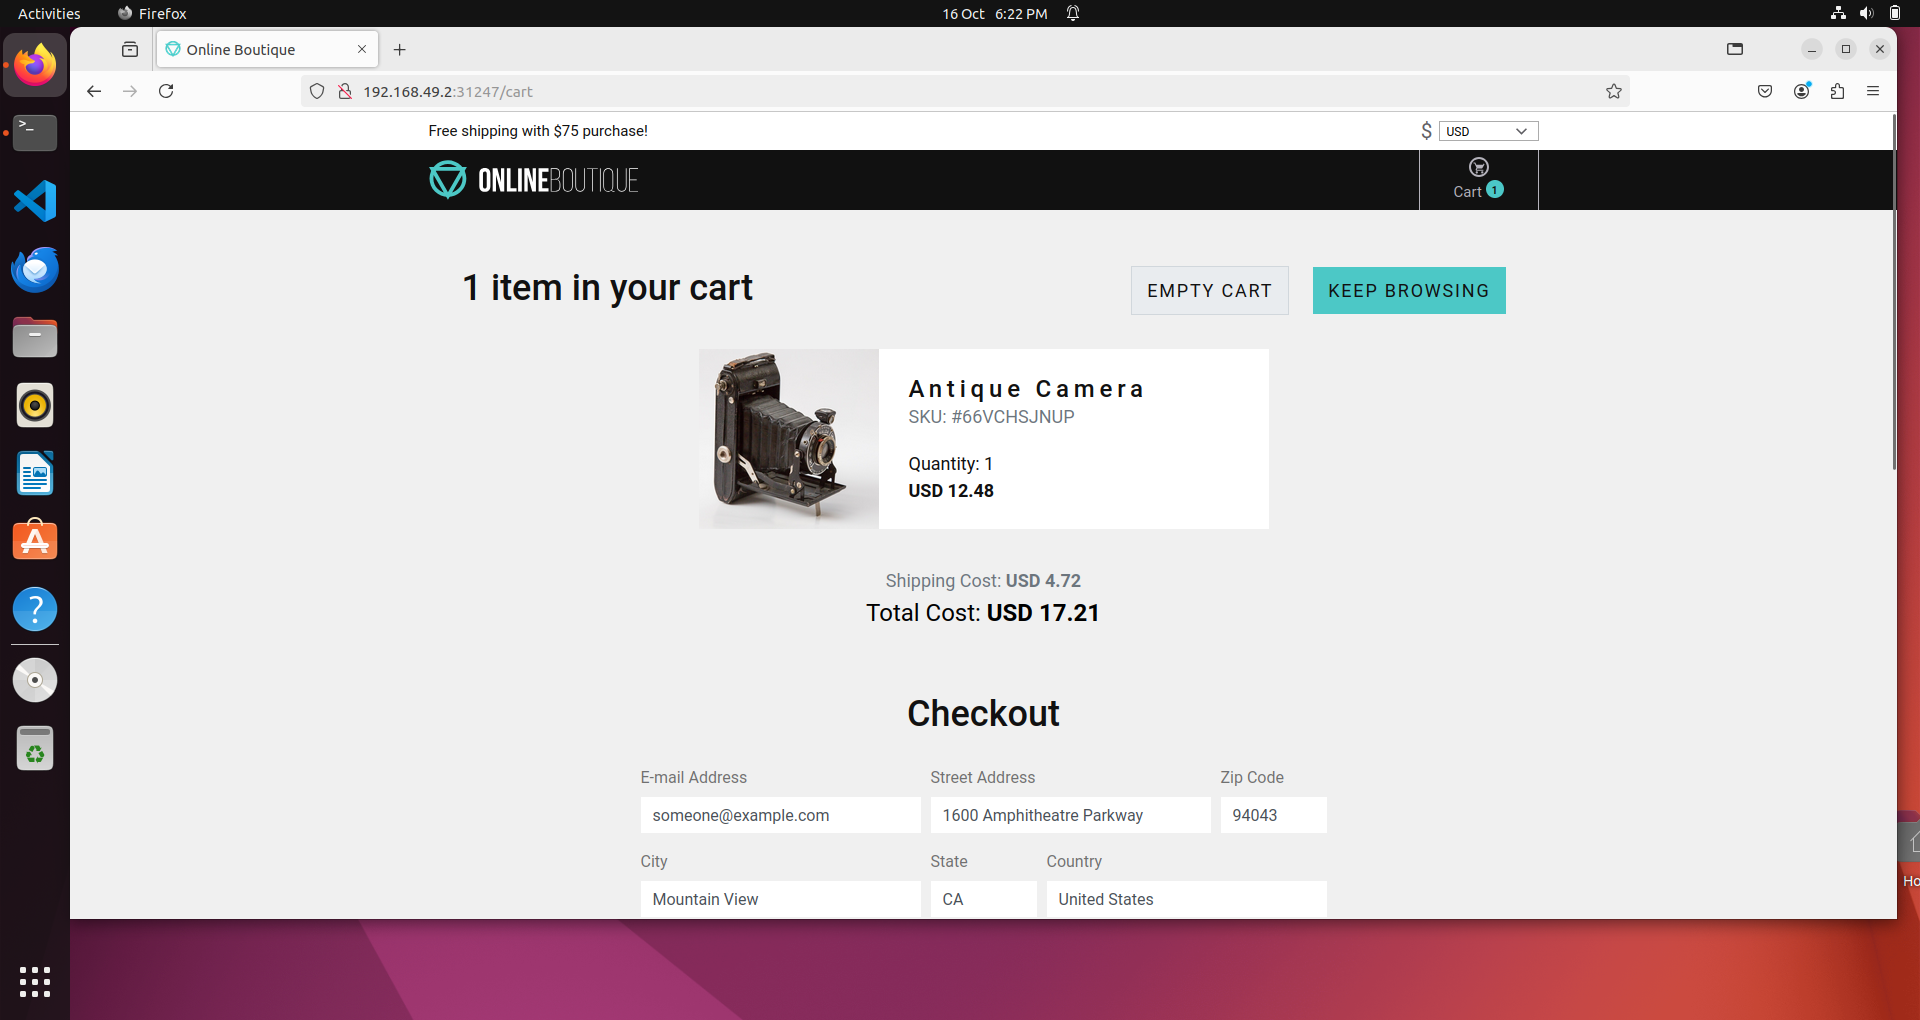 Activities
Firefox
16 Oct 6:22 PM
Online Boutique
192.168.49.2:31247/cart
Free shipping with $75 purchase!
$ USD
ONLINEBOUTIQUE
Cart 1
1 item in your cart
EMPTY CART
KEEP BROWSING
Antique Camera
SKU: #66VCHSJNUP
Quantity: 1
USD 12.48
Shipping Cost: USD 4.72
Total Cost: USD 17.21
Checkout
E-mail Address Street Address Zip Code
someone@example.com 1600 Amphitheatre Parkway 94043
City State Country
Mountain View CA United States
Ho